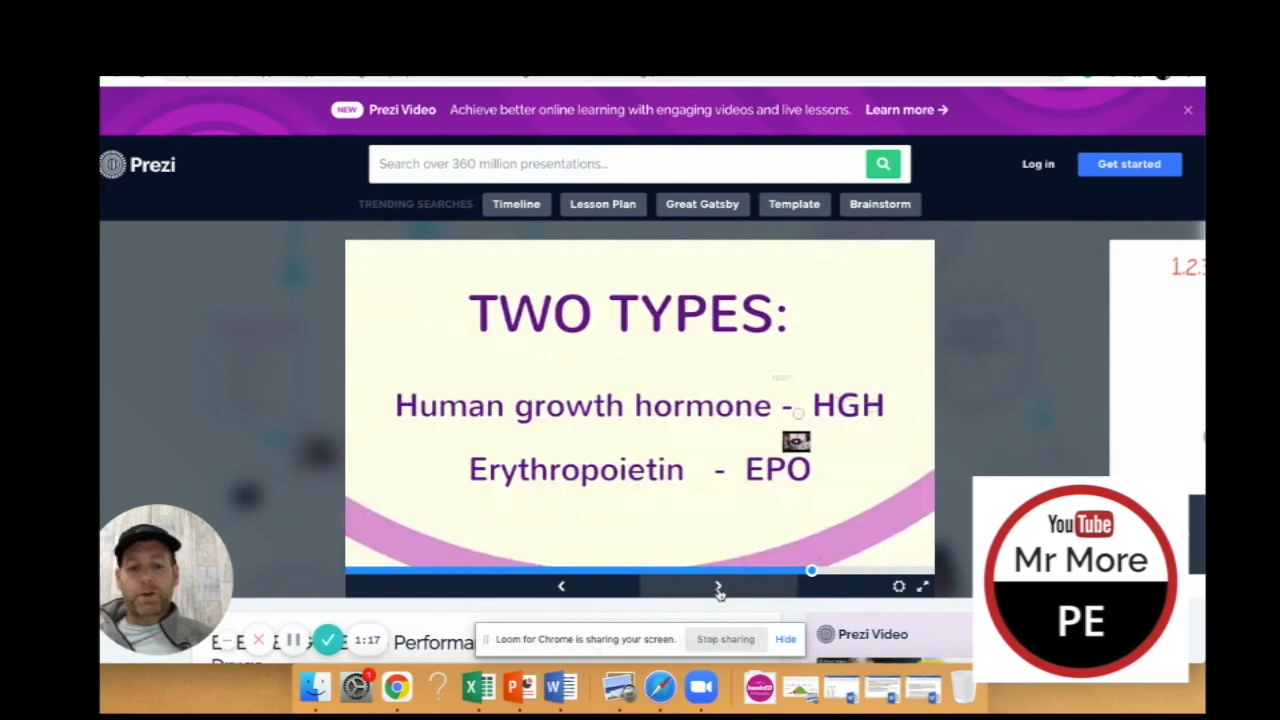 NEW Prezi Video Achieve better online learning with engaging videos and live lessons. Learn more →
Prezi
Search over 360 million presentations...
Log in
Get started
TRENDING SEARCHES Timeline Lesson Plan Great Gatsby Template Brainstorm
1.2.
TWO TYPES:
Human growth hormone - HGH
Erythropoietin - EPO
YouTube
Mr More
PE
1:17
Performa
Loom for Chrome is sharing your screen. Stop sharing Hide
Prezi Video
1